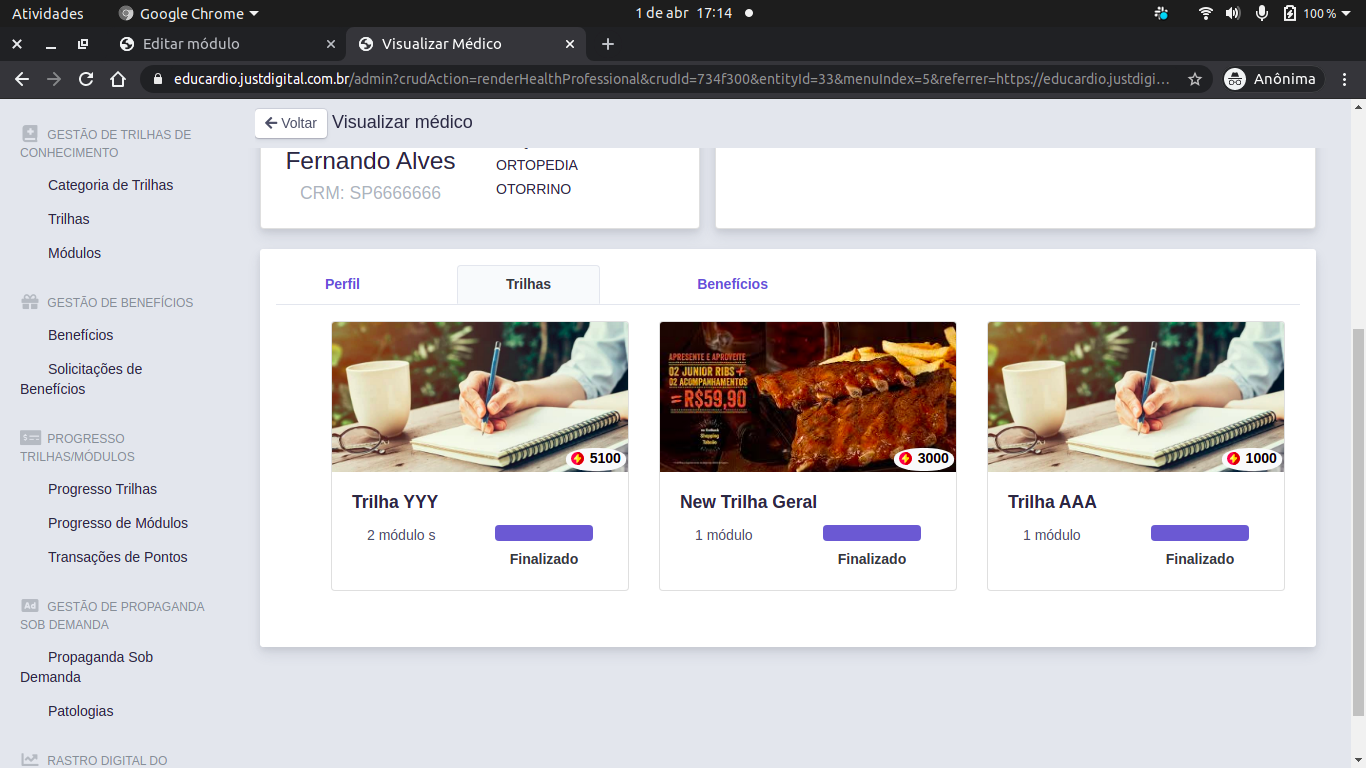 Atividades
Google Chrome
1 de abr 17:14
100 %
Editar módulo
Visualizar Médico
educardio.justdigital.com.br/admin?crudAction=renderHealthProfessional&crudId=734f300&entityId=33&menuIndex=5&referrer=https://educardio.justdigi...
Anônima
GESTÃO DE TRILHAS DE
CONHECIMENTO
Categoria de Trilhas
Trilhas
Módulos
GESTÃO DE BENEFÍCIOS
Benefícios
Solicitações de
Benefícios
PROGRESSO
TRILHAS/MÓDULOS
Progresso Trilhas
Progresso de Módulos
Transações de Pontos
Ad GESTÃO DE PROPAGANDA
SOB DEMANDA
Propaganda Sob
Demanda
Patologias
RASTRO DIGITAL DO
Voltar
Visualizar médico
Fernando Alves
CRM: SP6666666
ORTOPEDIA
OTORRINO
Perfil
Trilhas
Benefícios
5100
Trilha YYY
2 módulo s
Finalizado
APRESENTE E APROVEITE
02 JUNIOR RIBS+
02 ACOMPANHAMENTOS
=R$59,90
Shopping
3000
New Trilha Geral
1 módulo
Finalizado
1000
Trilha AAA
1 módulo
Finalizado